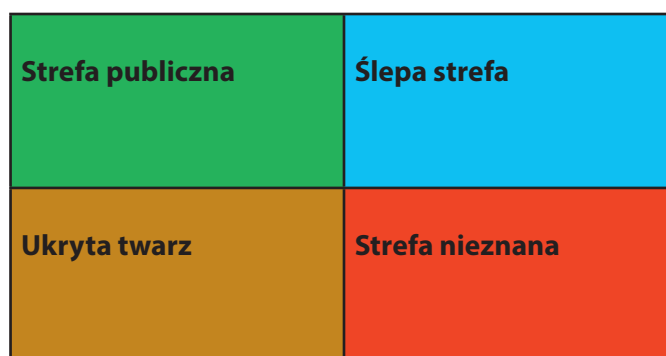 Strefa publiczna
Ślepa strefa
Ukryta twarz
Strefa nieznana